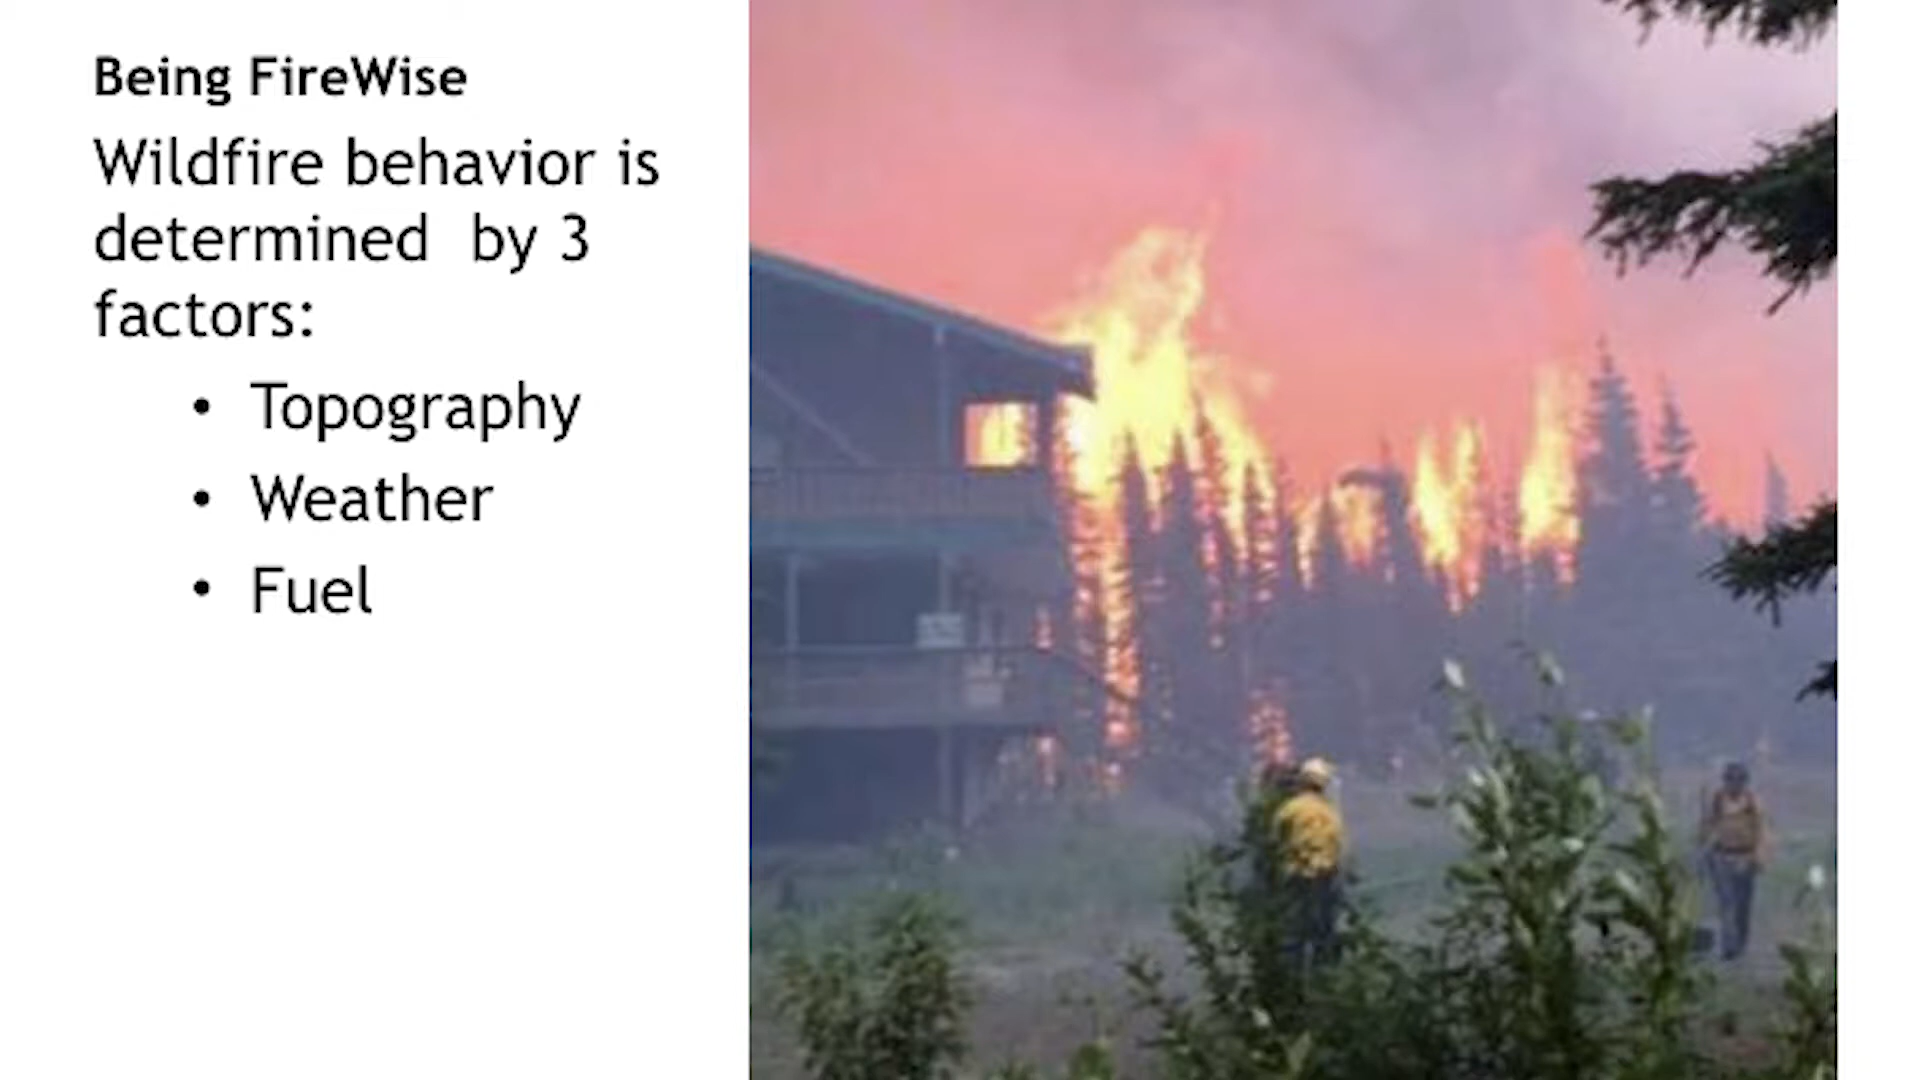 Being FireWise
Wildfire behavior is
determined  by 3
factors:
• Topography
• Weather
• Fuel